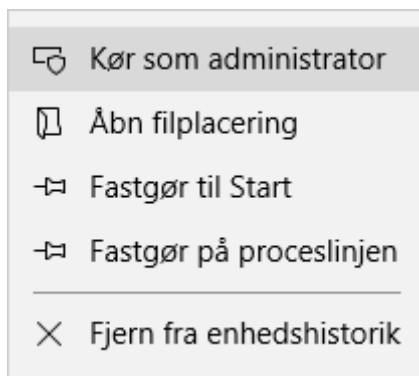 Kør som administrator
Åbn filplacering
Fastgør til Start
Fastgør på proceslinjen
Fjern fra enhedshistorik